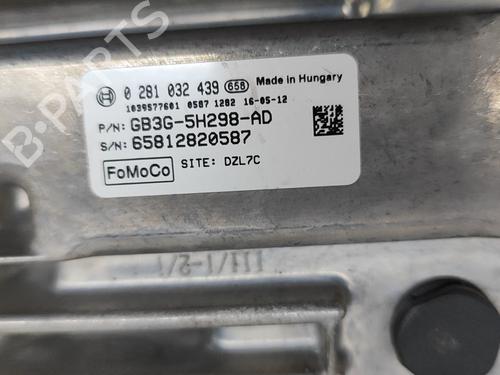 0 281 032 439 658 Made in Hungary
1039S77601 0587 1282 16-05-12
P/N: GB3G-5H298-AD
S/N: 65812820587
FoMoCo SITE: DZL7C
B-PARTS